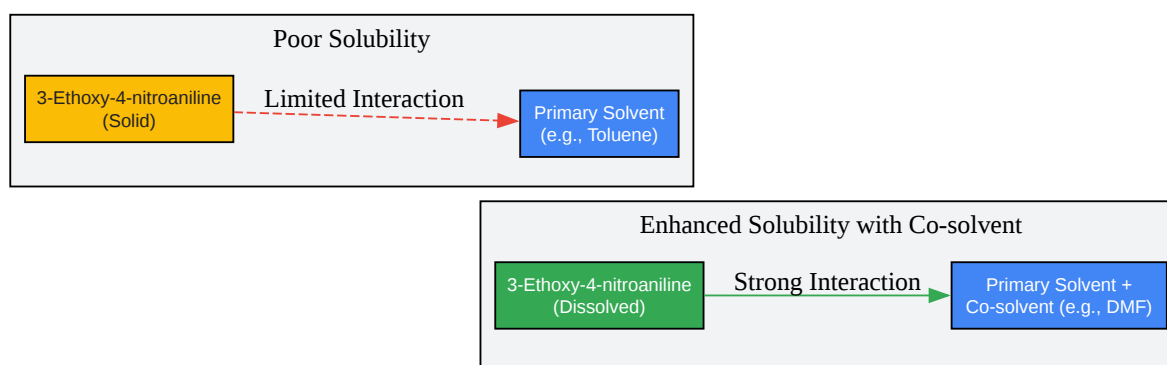 Poor Solubility
3-Ethoxy-4-nitroaniline
(Solid)
Limited Interaction
Primary Solvent
(e.g., Toluene)
Enhanced Solubility with Co-solvent
3-Ethoxy-4-nitroaniline
(Dissolved)
Strong Interaction
Primary Solvent +
Co-solvent (e.g., DMF)